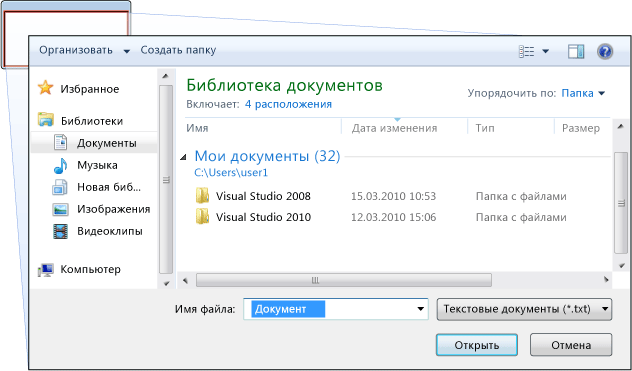 Организовать Создать папку
Избранное
Библиотеки
Документы
Музыка
Новая биб...
Изображения
Видеоклипы
Компьютер
Библиотека документов
Включает: 4 расположения
Упорядочить по: Папка
Имя Дата изменения Тип Размер
Мои документы (32)
C:\Users\user1
Visual Studio 2008 15.03.2010 10:53 Папка с файлами
Visual Studio 2010 12.03.2010 15:06 Папка с файлами
Имя файла: Документ Текстовые документы (*.txt)
Открыть Отмена